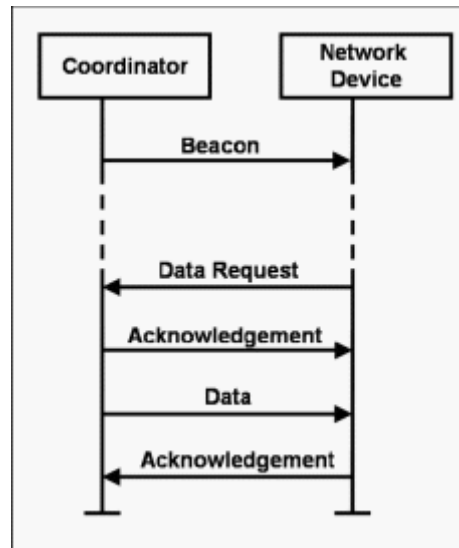 Coordinator
Network
Device
Beacon
Data Request
Acknowledgement
Data
Acknowledgement